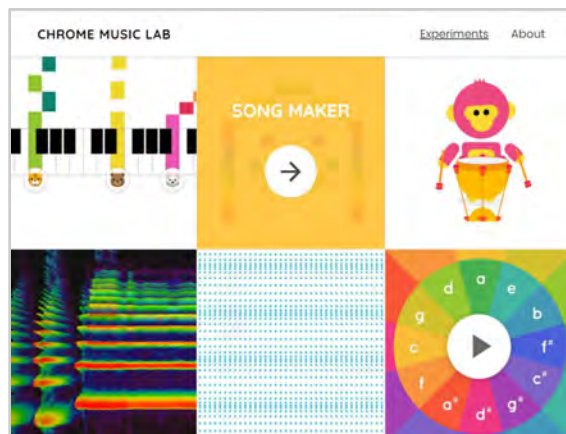 CHROME MUSIC LAB
Experiments About
SONG MAKER
d a e
g b
c f#
f c#
a# d# g#